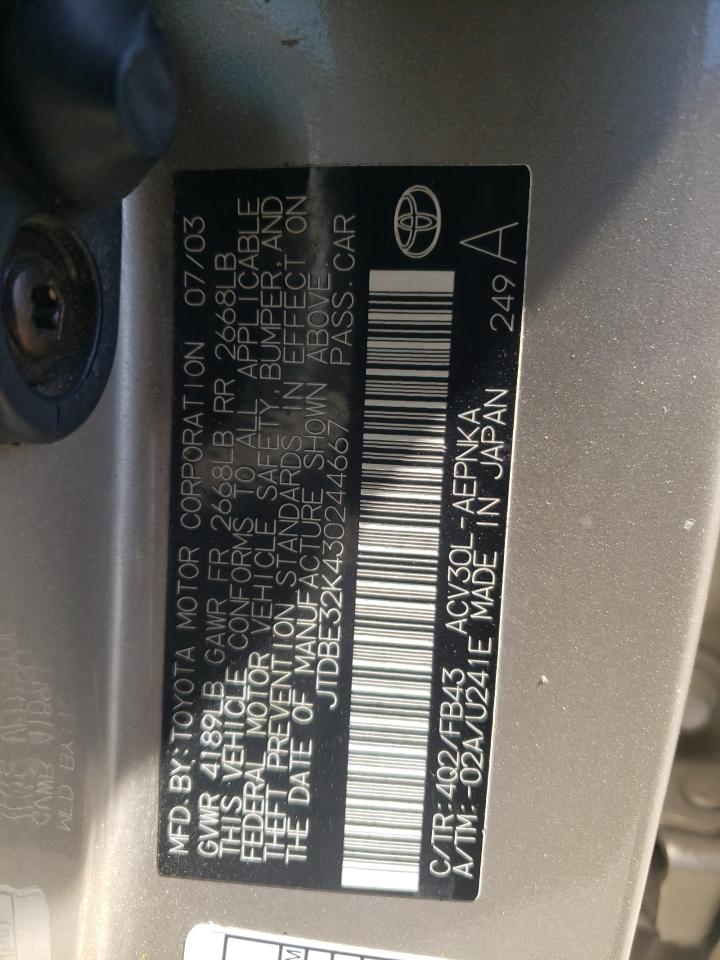 MFD. BY: TOYOTA MOTOR CORPORATION 07/03
GVWR 4189LB GAWR FR 2668LB RR 2668LB
THIS VEHICLE CONFORMS TO ALL APPLICABLE
FEDERAL MOTOR VEHICLE SAFETY, BUMPER, AND
THEFT PREVENTION STANDARDS IN EFFECT ON
THE DATE OF MANUFACTURE SHOWN ABOVE.
JTDBE32K430244667 PASS. CAR
C/TR: 4Q2/FB43 ACV30L-AEPNKA
A/TM: -02A/U241E MADE IN JAPAN 249 A